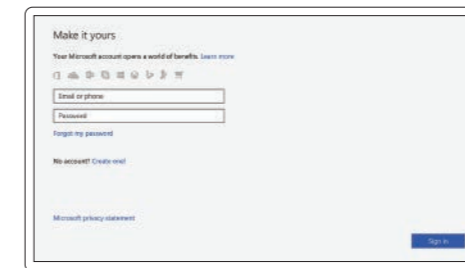 Make it yours
Your Microsoft account opens a world of benefits. Learn more
Email or phone
Password
Forgot my password
No account? Create one!
Microsoft privacy statement
Sign in